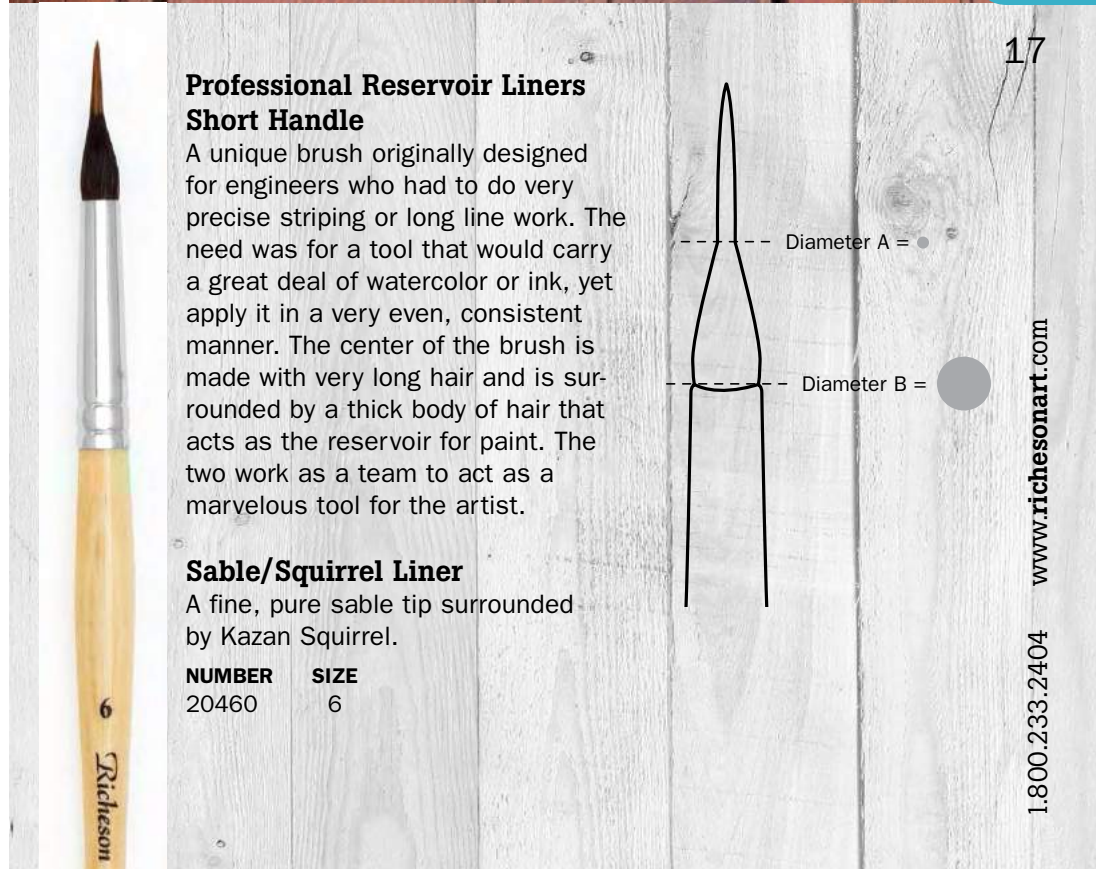 17
Professional Reservoir Liners
Short Handle
A unique brush originally designed
for engineers who had to do very
precise striping or long line work. The
need was for a tool that would carry
a great deal of watercolor or ink, yet
apply it in a very even, consistent
manner. The center of the brush is
made with very long hair and is sur-
rounded by a thick body of hair that
acts as the reservoir for paint. The
two work as a team to act as a
marvelous tool for the artist.
Sable/Squirrel Liner
A fine, pure sable tip surrounded
by Kazan Squirrel.
NUMBER SIZE
20460 6
Diameter A =
Diameter B =
6
Richeson
1.800.233.2404 www.richesonart.com